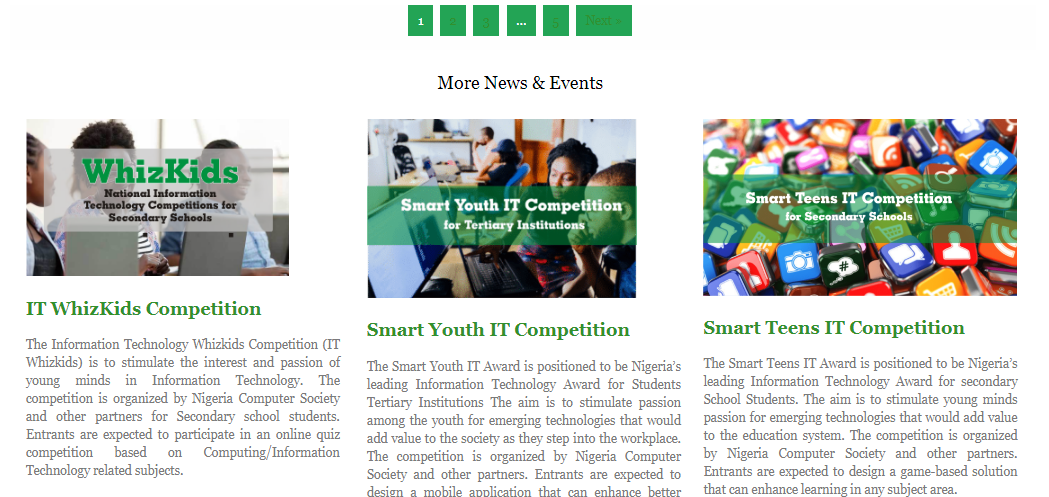 1 2 3 ... 5 Next »
More News & Events
WhizKids
National Information
Technology Competitions for
Secondary Schools
IT WhizKids Competition
The Information Technology Whizkids Competition (IT
Whizkids) is to stimulate the interest and passion of
young minds in Information Technology. The
competition is organized by Nigeria Computer Society
and other partners for Secondary school students.
Entrants are expected to participate in an online quiz
competition based on Computing/Information
Technology related subjects.
Smart Youth IT Competition
for Tertiary Institutions
Smart Youth IT Competition
The Smart Youth IT Award is positioned to be Nigeria’s
leading Information Technology Award for Students
Tertiary Institutions The aim is to stimulate passion
among the youth for emerging technologies that would
add value to the society as they step into the workplace.
The competition is organized by Nigeria Computer
Society and other partners. Entrants are expected to
design a mobile application that can enhance better
Smart Teens IT Competition
for Secondary Schools
Smart Teens IT Competition
The Smart Teens IT Award is positioned to be Nigeria’s
leading Information Technology Award for secondary
School Students. The aim is to stimulate young minds
passion for emerging technologies that would add value
to the education system. The competition is organized
by Nigeria Computer Society and other partners.
Entrants are expected to design a game-based solution
that can enhance learning in any subject area.